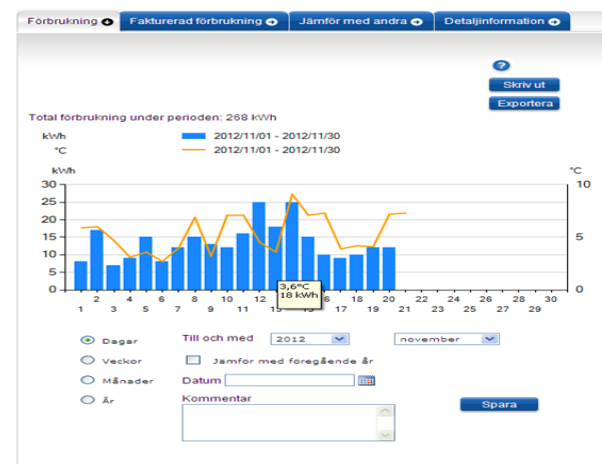 Förbrukning Fakturerad förbrukning Jämför med andra Detaljinformation
?
Skriv ut
Exportera
Total förbrukning under perioden: 268 kWh
kWh 2012/11/01 - 2012/11/30
°C 2012/11/01 - 2012/11/30
kWh °C
30 10
25
20
15 5
10
5
0 0
3,6°C
18 kWh
2 4 6 8 10 12 14 16 18 20 22 24 26 28 30
1 3 5 7 9 11 13 15 17 19 21 23 25 27 29
Dagar Till och med 2012 november
Veckor Jämför med föregående år
Månader Datum
År Kommentar
Spara